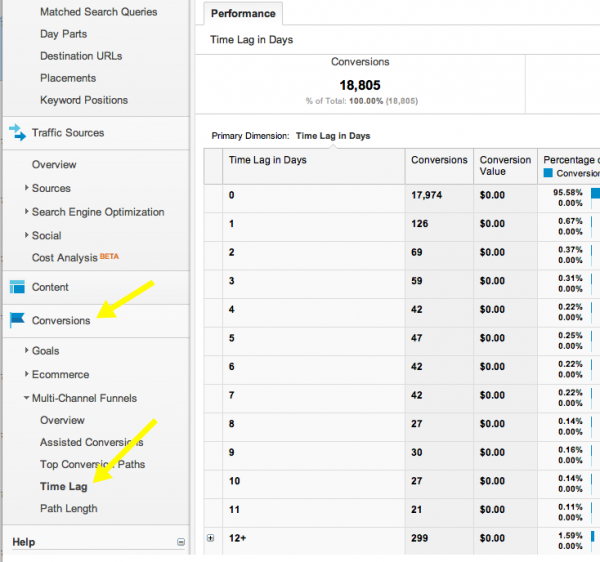 Matched Search Queries
Day Parts
Destination URLs
Placements
Keyword Positions
Traffic Sources
Overview
Sources
Search Engine Optimization
Social
Cost Analysis BETA
Content
Conversions
Goals
Ecommerce
Multi-Channel Funnels
Overview
Assisted Conversions
Top Conversion Paths
Time Lag
Path Length
Help
Performance
Time Lag in Days
Conversions
18,805
% of Total: 100.00% (18,805)
Primary Dimension: Time Lag in Days
Time Lag in Days Conversions Conversion Value Percentage
Conversion
0 17,974 $0.00 95.58%
0.00%
1 126 $0.00 0.67%
0.00%
2 69 $0.00 0.37%
0.00%
3 59 $0.00 0.31%
0.00%
4 42 $0.00 0.22%
0.00%
5 47 $0.00 0.25%
0.00%
6 42 $0.00 0.22%
0.00%
7 42 $0.00 0.22%
0.00%
8 27 $0.00 0.14%
0.00%
9 30 $0.00 0.16%
0.00%
10 27 $0.00 0.14%
0.00%
11 21 $0.00 0.11%
0.00%
12+ 299 $0.00 1.59%
0.00%